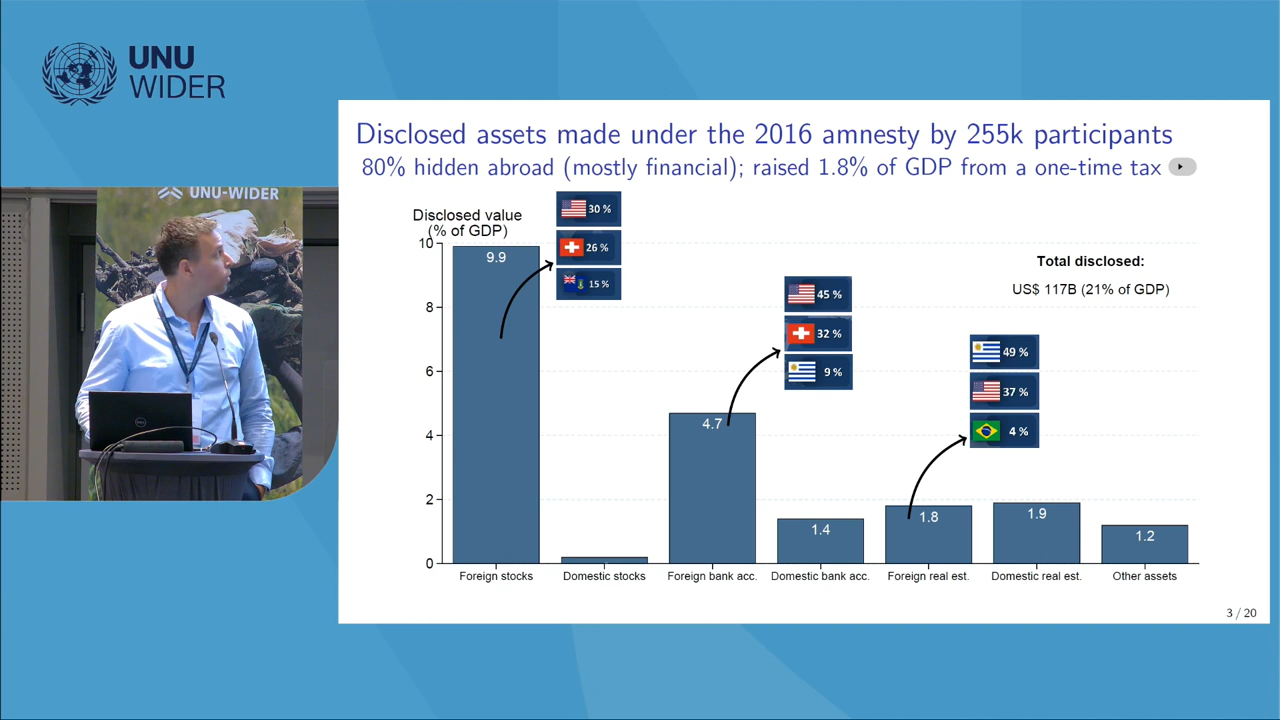 UNU
WIDER
UNU-WIDER
DELL
Disclosed assets made under the 2016 amnesty by 255k participants
80% hidden abroad (mostly financial); raised 1.8% of GDP from a one-time tax
Disclosed value
(% of GDP)
10
8
6
4
2
0
9.9
4.7
1.4
1.8
1.9
1.2
30 %
26 %
15 %
45 %
32 %
9 %
49 %
37 %
4 %
Total disclosed:
US$ 117B (21% of GDP)
Foreign stocks
Domestic stocks
Foreign bank acc.
Domestic bank acc.
Foreign real est.
Domestic real est.
Other assets
3 / 20